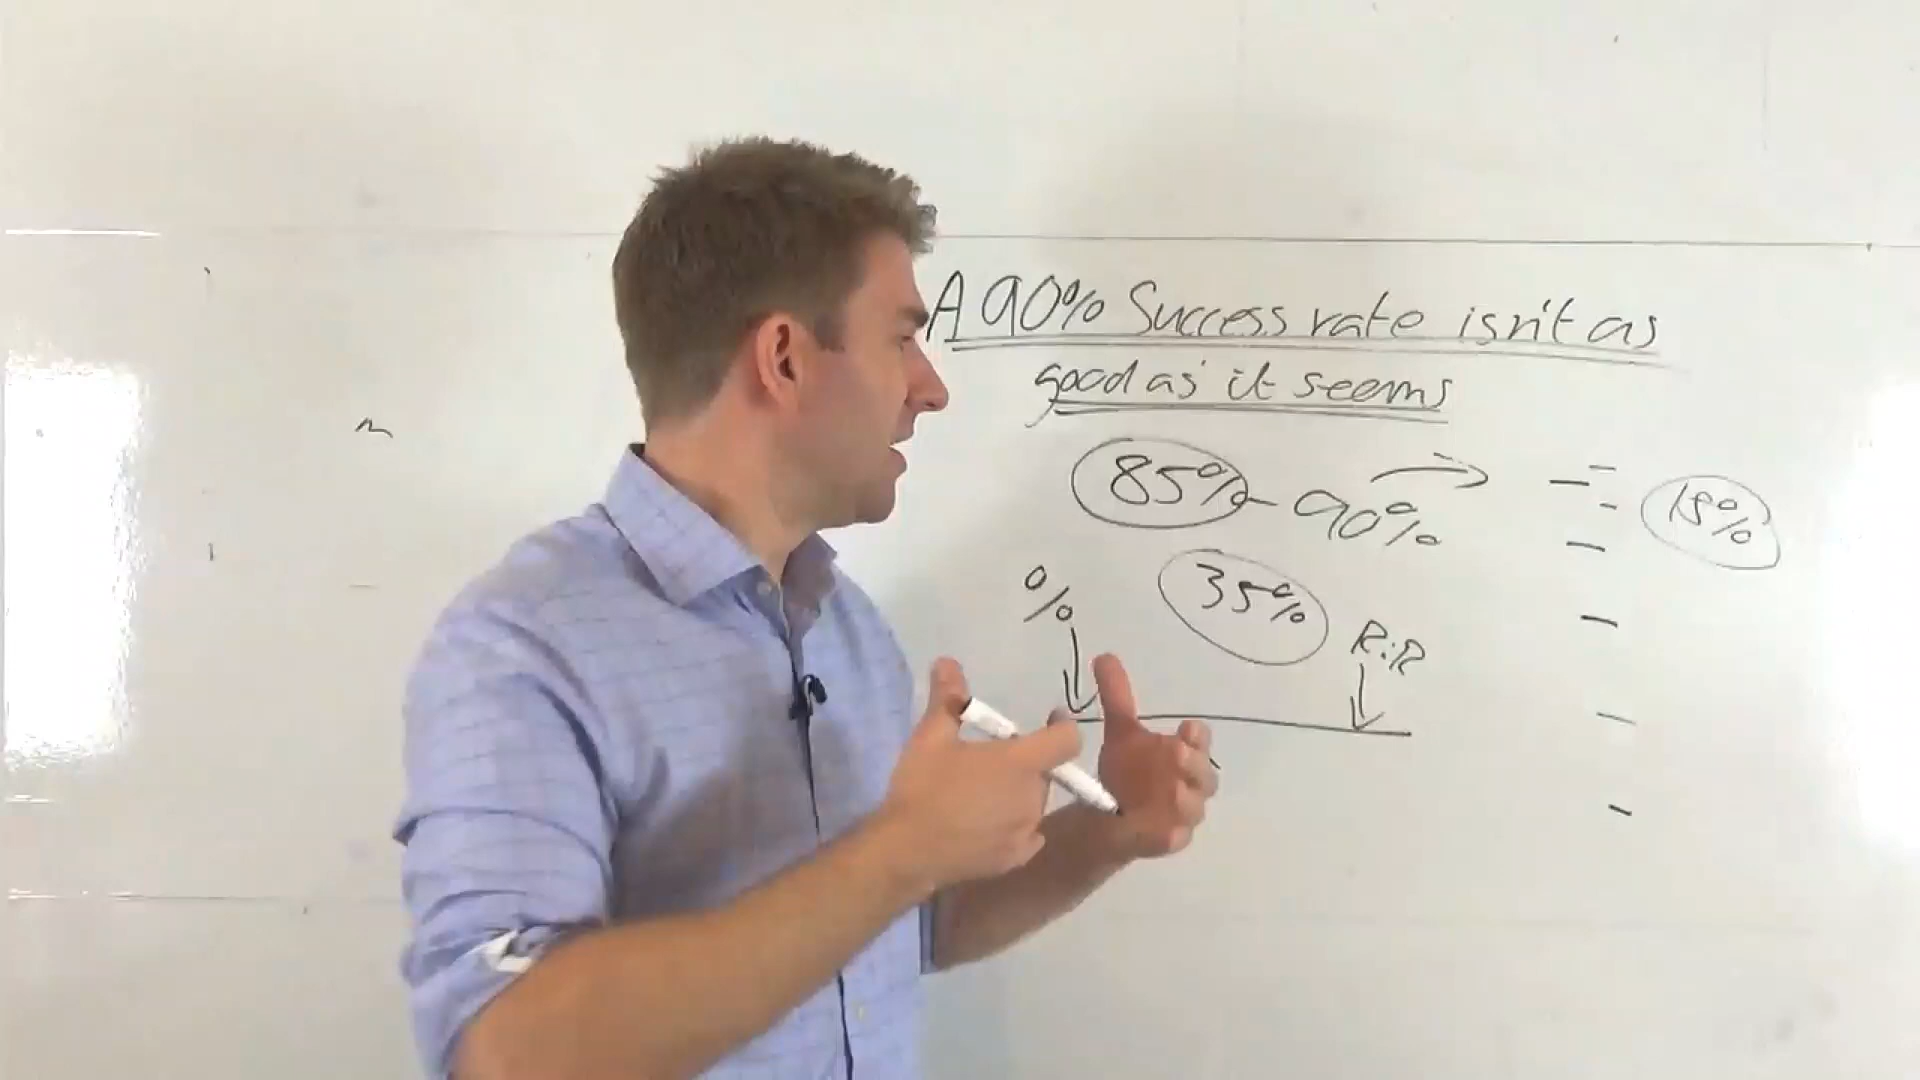 A 90% Success rate isn't as
good as it seems
85% - 90%
15%
35%
%
R:R